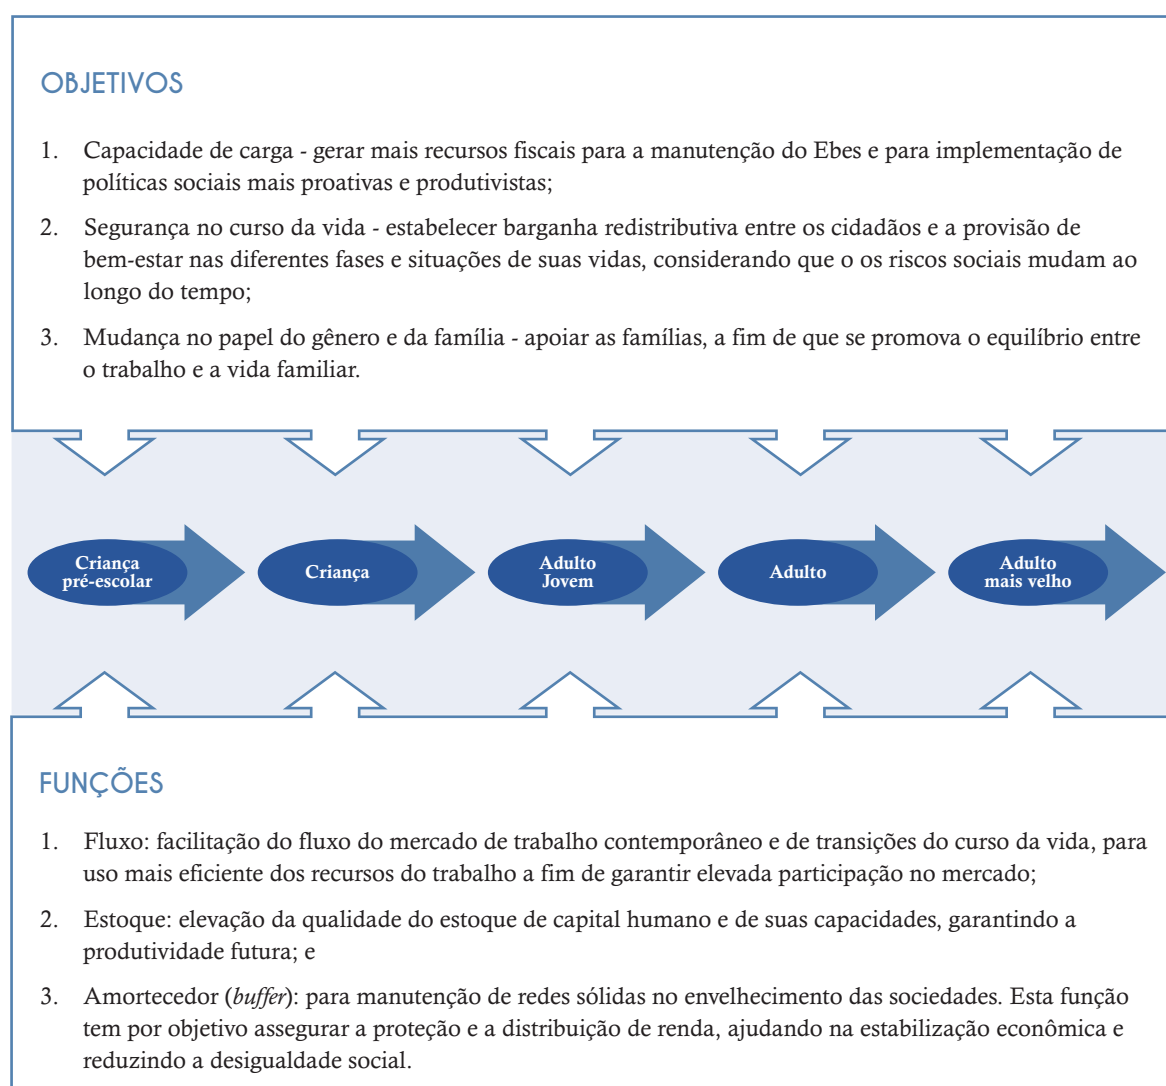 OBJETIVOS
1. Capacidade de carga - gerar mais recursos fiscais para a manutenção do Ebes e para implementação de
políticas sociais mais proativas e produtivistas;
2. Segurança no curso da vida - estabelecer barganha redistributiva entre os cidadãos e a provisão de
bem-estar nas diferentes fases e situações de suas vidas, considerando que o os riscos sociais mudam ao
longo do tempo;
3. Mudança no papel do gênero e da família - apoiar as famílias, a fim de que se promova o equilíbrio entre
o trabalho e a vida familiar.
Criança
pré-escolar
Criança
Adulto
Jovem
Adulto
Adulto
mais velho
FUNÇÕES
1. Fluxo: facilitação do fluxo do mercado de trabalho contemporâneo e de transições do curso da vida, para
uso mais eficiente dos recursos do trabalho a fim de garantir elevada participação no mercado;
2. Estoque: elevação da qualidade do estoque de capital humano e de suas capacidades, garantindo a
produtividade futura; e
3. Amortecedor (buffer): para manutenção de redes sólidas no envelhecimento das sociedades. Esta função
tem por objetivo assegurar a proteção e a distribuição de renda, ajudando na estabilização econômica e
reduzindo a desigualdade social.